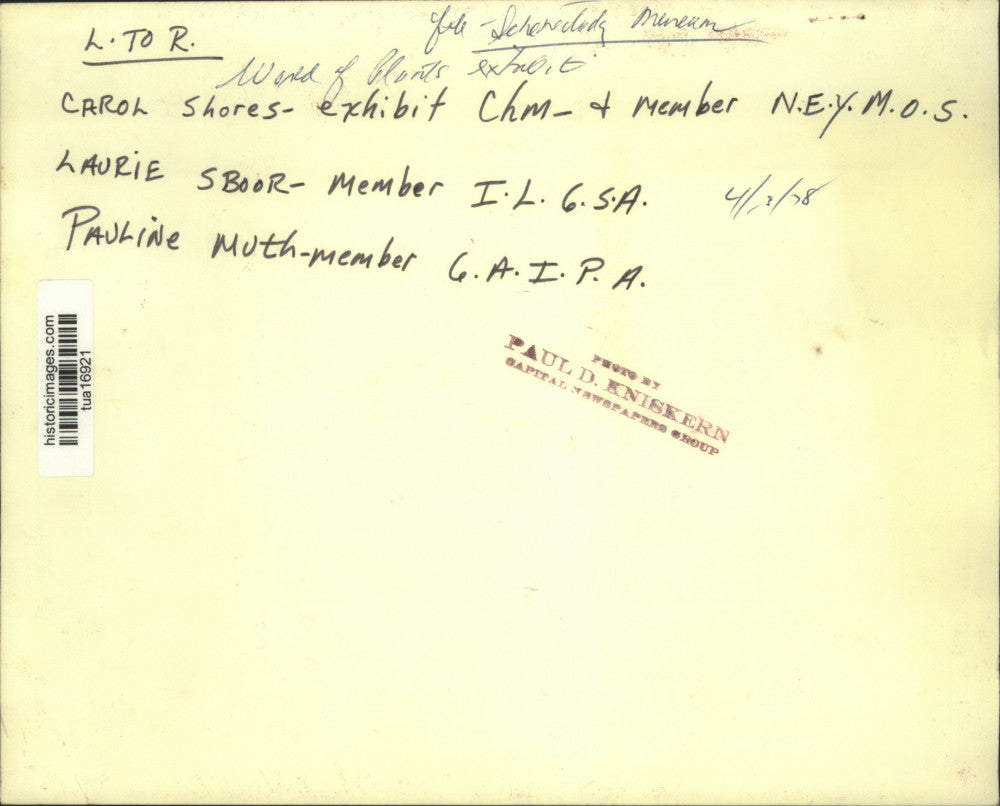 file - Schenectady Museum
L. TO R.
World of Plants exhibit
CAROL Shores- exhibit Chm- & Member N.E.Y.M.O.S.
LAURIE SBOOR- Member I.L.G.S.A.
4/ /78
PAULINE Muth-member G.A.I.P.A.
historicimages.com
tua16921
PHOTO BY
PAUL D. KNISKERN
CAPITAL NEWSPAPERS GROUP